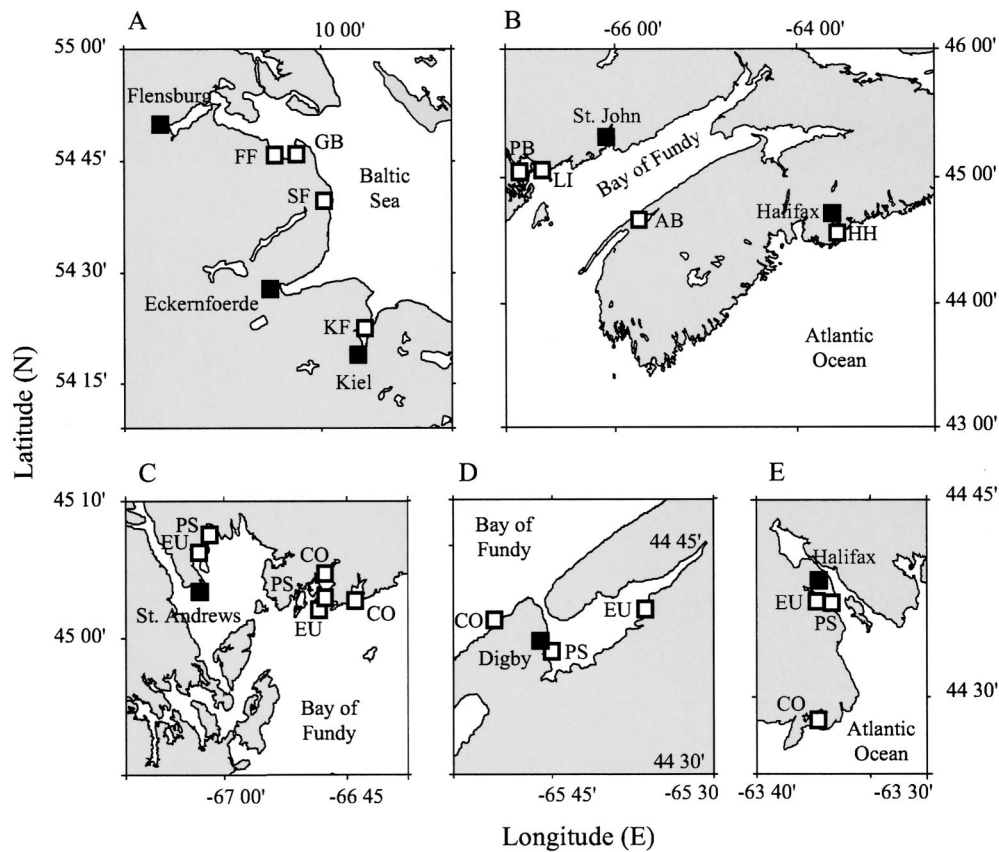 A
10 00'
55 00'
Flensburg
FF
GB
54 45'
SF
Baltic
Sea
54 30'
Eckernfoerde
KF
Kiel
54 15'
B
-66 00'
-64 00'
46 00'
St. John
PB
LI
Bay of Fundy
45 00'
AB
Halifax
HH
44 00'
Atlantic
Ocean
43 00'
Latitude (N)
C
45 10'
PS
EU
CO
PS
St. Andrews
EU
CO
45 00'
Bay of
Fundy
-67 00'
-66 45'
D
Bay of
Fundy
44 45'
CO
EU
Digby
PS
44 30'
-65 45'
-65 30'
E
44 45'
Halifax
EU
PS
44 30'
CO
Atlantic
Ocean
-63 40'
-63 30'
Longitude (E)